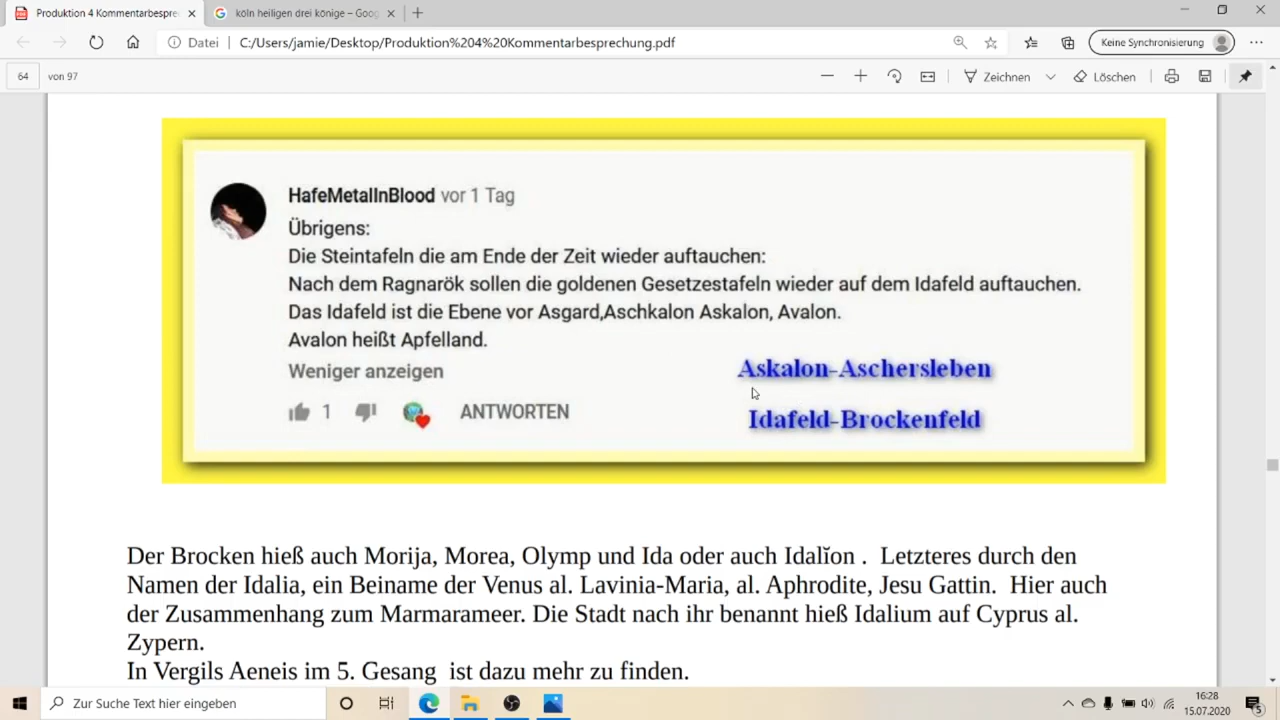 Produktion 4 Kommentarbespre
köln heiligen drei könige – Goog
Datei
C:/Users/jamie/Desktop/Produktion%204%20Kommentarbesprechung.pdf
Keine Synchronisierung
64
von 97
Zeichnen
Löschen
HafeMetalInBlood vor 1 Tag
Übrigens:
Die Steintafeln die am Ende der Zeit wieder auftauchen:
Nach dem Ragnarök sollen die goldenen Gesetzestafeln wieder auf dem Idafeld auftauchen.
Das Idafeld ist die Ebene vor Asgard,Aschkalon Askalon, Avalon.
Avalon heißt Apfelland.
Weniger anzeigen
1
ANTWORTEN
Askalon-Aschersleben
Idafeld-Brockenfeld
Der Brocken hieß auch Morija, Morea, Olymp und Ida oder auch Idalĭon . Letzteres durch den
Namen der Idalia, ein Beiname der Venus al. Lavinia-Maria, al. Aphrodite, Jesu Gattin. Hier auch
der Zusammenhang zum Marmarameer. Die Stadt nach ihr benannt hieß Idalium auf Cyprus al.
Zypern.
In Vergils Aeneis im 5. Gesang ist dazu mehr zu finden.
Zur Suche Text hier eingeben
16:28
15.07.2020
5